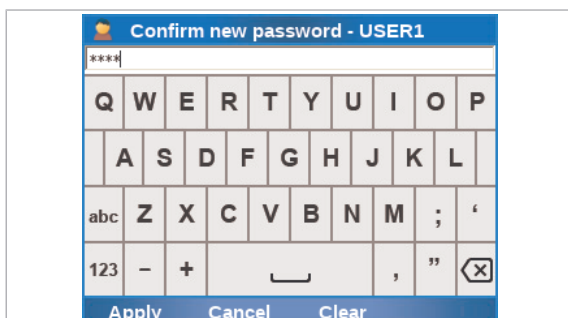 Confirm new password - USER1
****
Q W E R T Y U I O P
A S D F G H J K L
abc Z X C V B N M ; ‘
123 - + , ”
Apply Cancel Clear